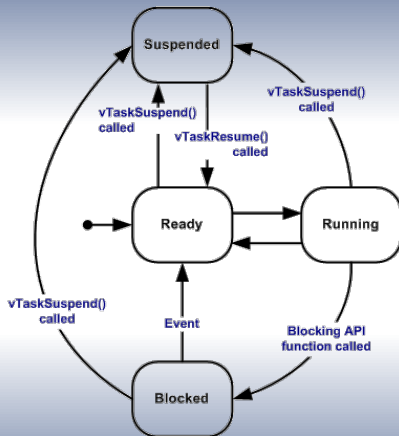 Suspended
vTaskSuspend()
called
vTaskSuspend()
called
vTaskResume()
called
Ready
Running
vTaskSuspend()
called
Event
Blocking API
function called
Blocked